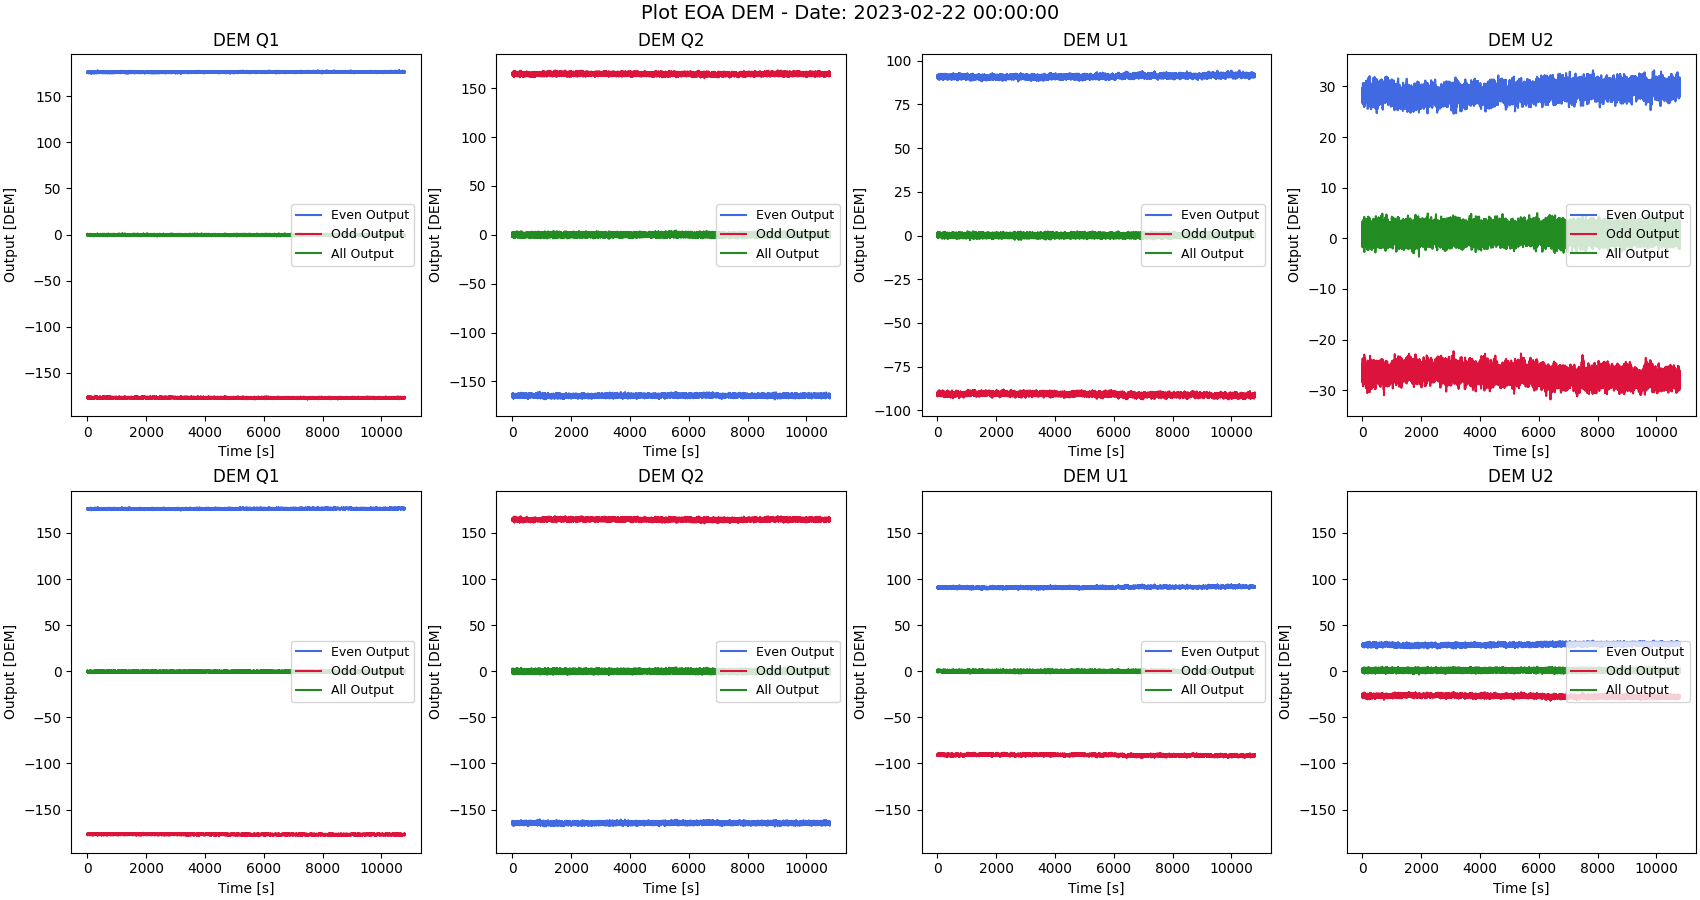 Plot EOA DEM - Date: 2023-02-22 00:00:00
DEM Q1
Output [DEM]
150
100
50
0
−50
−100
−150
Even Output
Odd Output
All Output
0 2000 4000 6000 8000 10000
Time [s]
DEM Q2
Output [DEM]
150
100
50
0
−50
−100
−150
Even Output
Odd Output
All Output
0 2000 4000 6000 8000 10000
Time [s]
DEM U1
Output [DEM]
100
75
50
25
0
−25
−50
−75
−100
Even Output
Odd Output
All Output
0 2000 4000 6000 8000 10000
Time [s]
DEM U2
Output [DEM]
30
20
10
0
−10
−20
−30
Even Output
Odd Output
All Output
0 2000 4000 6000 8000 10000
Time [s]
DEM Q1
Output [DEM]
150
100
50
0
−50
−100
−150
Even Output
Odd Output
All Output
0 2000 4000 6000 8000 10000
Time [s]
DEM Q2
Output [DEM]
150
100
50
0
−50
−100
−150
Even Output
Odd Output
All Output
0 2000 4000 6000 8000 10000
Time [s]
DEM U1
Output [DEM]
150
100
50
0
−50
−100
−150
Even Output
Odd Output
All Output
0 2000 4000 6000 8000 10000
Time [s]
DEM U2
Output [DEM]
150
100
50
0
−50
−100
−150
Even Output
Odd Output
All Output
0 2000 4000 6000 8000 10000
Time [s]